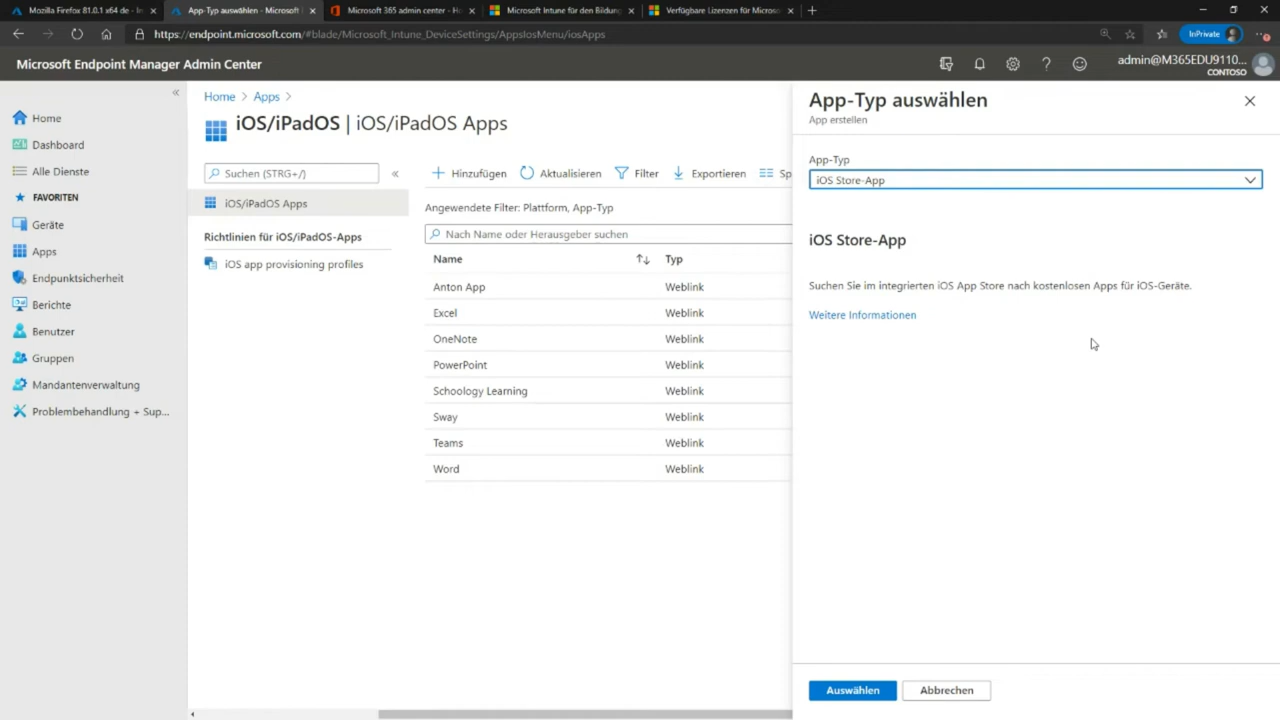 Mozilla Firefox 81.0.1 x64 de - In
App-Typ auswählen - Microsoft
Microsoft 365 admin center - Ho
Microsoft Intune für den Bildung
Verfügbare Lizenzen für Microso
https://endpoint.microsoft.com/#blade/Microsoft_Intune_DeviceSettings/AppsIosMenu/iosApps
InPrivate
Microsoft Endpoint Manager Admin Center
admin@M365EDU9110...
CONTOSO
Home
Dashboard
Alle Dienste
FAVORITEN
Geräte
Apps
Endpunktsicherheit
Berichte
Benutzer
Gruppen
Mandantenverwaltung
Problembehandlung + Sup...
Home > Apps >
iOS/iPadOS | iOS/iPadOS Apps
Suchen (STRG+/)
iOS/iPadOS Apps
Richtlinien für iOS/iPadOS-Apps
iOS app provisioning profiles
Hinzufügen Aktualisieren Filter Exportieren Sp
Angewendete Filter: Plattform, App-Typ
Nach Name oder Herausgeber suchen
Name Typ
Anton App Weblink
Excel Weblink
OneNote Weblink
PowerPoint Weblink
Schoology Learning Weblink
Sway Weblink
Teams Weblink
Word Weblink
App-Typ auswählen
App erstellen
App-Typ
iOS Store-App
iOS Store-App
Suchen Sie im integrierten iOS App Store nach kostenlosen Apps für iOS-Geräte.
Weitere Informationen
Auswählen Abbrechen